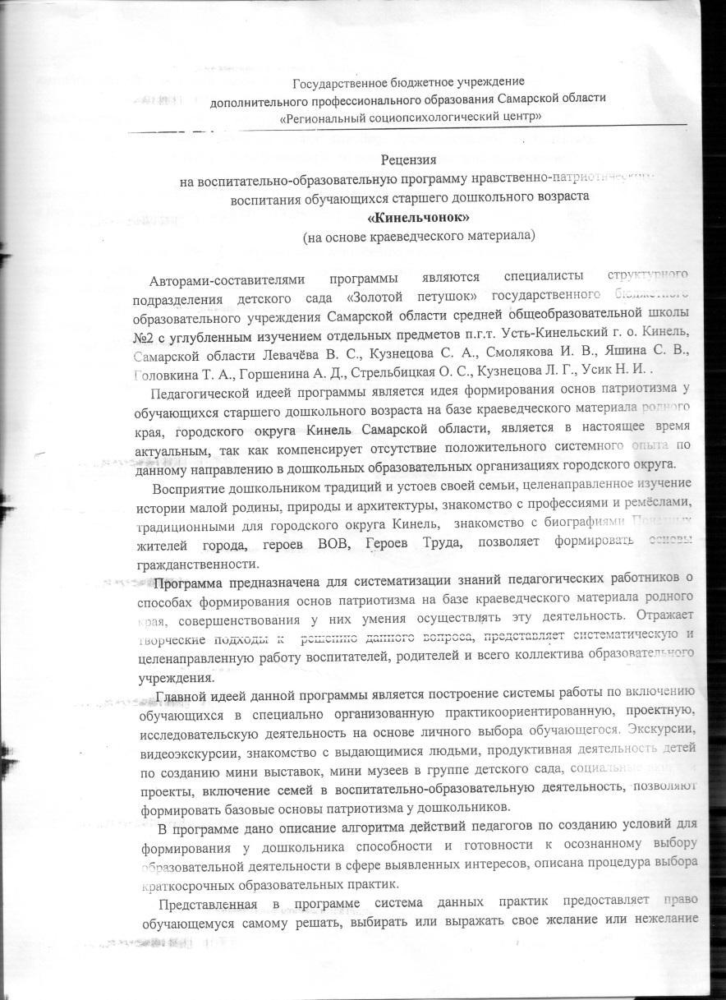 Государственное бюджетное учреждение
дополнительного профессионального образования Самарской области
«Региональный социопсихологический центр»
Рецензия
на воспитательно-образовательную программу нравственно-патриотического
воспитания обучающихся старшего дошкольного возраста
«Кинельчонок»
(на основе краеведческого материала)
Авторами-составителями программы являются специалисты структурного
подразделения детского сада «Золотой петушок» государственного бюджетного
образовательного учреждения Самарской области средней общеобразовательной школы
№2 с углубленным изучением отдельных предметов п.г.т. Усть-Кинельский г. о. Кинель,
Самарской области Левачёва В. С., Кузнецова С. А., Смолякова И. В., Яшина С. В.,
Головкина Т. А., Горшенина А. Д., Стрельбицкая О. С., Кузнецова Л. Г., Усик Н. И. .
Педагогической идеей программы является идея формирования основ патриотизма у
обучающихся старшего дошкольного возраста на базе краеведческого материала родного
края, городского округа Кинель Самарской области, является в настоящее время
актуальным, так как компенсирует отсутствие положительного системного опыта по
данному направлению в дошкольных образовательных организациях городского округа.
Восприятие дошкольником традиций и устоев своей семьи, целенаправленное изучение
истории малой родины, природы и архитектуры, знакомство с профессиями и ремёслами,
традиционными для городского округа Кинель, знакомство с биографиями
жителей города, героев ВОВ, Героев Труда, позволяет формировать основы
гражданственности.
Программа предназначена для систематизации знаний педагогических работников о
способах формирования основ патриотизма на базе краеведческого материала родного
края, совершенствования у них умения осуществлять эту деятельность. Отражает
творческие подходы к решению данного вопроса, представляет систематическую и
целенаправленную работу воспитателей, родителей и всего коллектива образовательного
учреждения.
Главной идеей данной программы является построение системы работы по включению
обучающихся в специально организованную практикоориентированную, проектную,
исследовательскую деятельность на основе личного выбора обучающегося. Экскурсии,
видеоэкскурсии, знакомство с выдающимися людьми, продуктивная деятельность детей
по созданию мини выставок, мини музеев в группе детского сада, социальные
проекты, включение семей в воспитательно-образовательную деятельность, позволяют
формировать базовые основы патриотизма у дошкольников.
В программе дано описание алгоритма действий педагогов по созданию условий для
формирования у дошкольника способности и готовности к осознанному выбору
образовательной деятельности в сфере выявленных интересов, описана процедура выбора
краткосрочных образовательных практик.
Представленная в программе система данных практик предоставляет право
обучающемуся самому решать, выбирать или выражать свое желание или нежелание